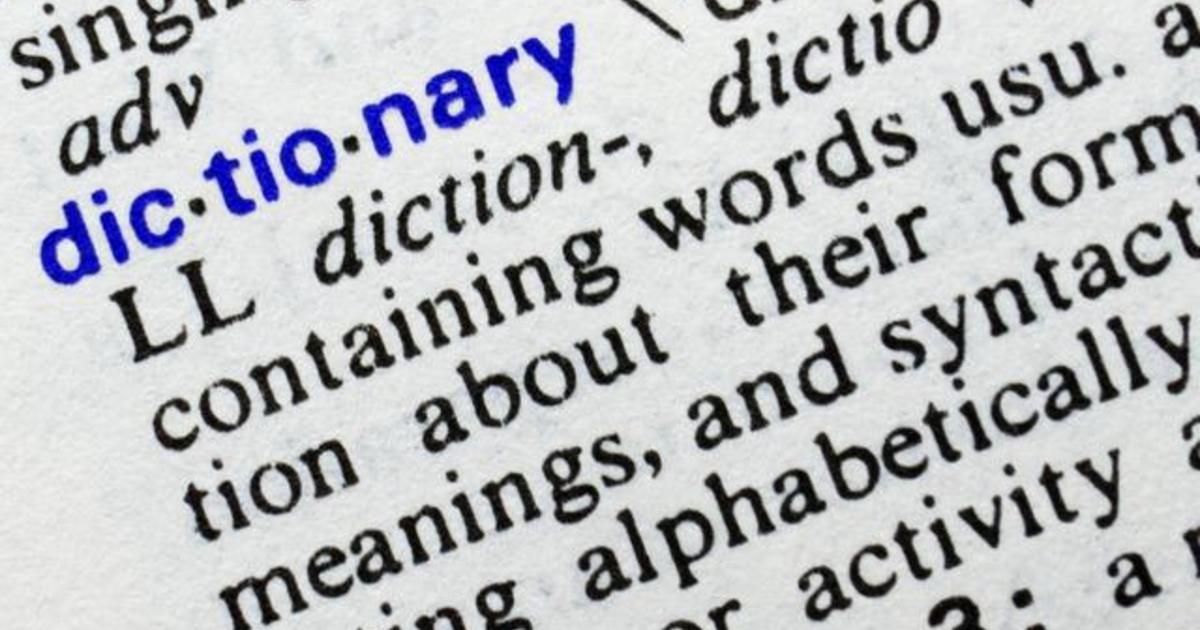 adv
dic·tio·nary
LL diction-, dictio
containing words usu. a
tion about their form
meanings, and syntact
alphabetically
activity a
3: a